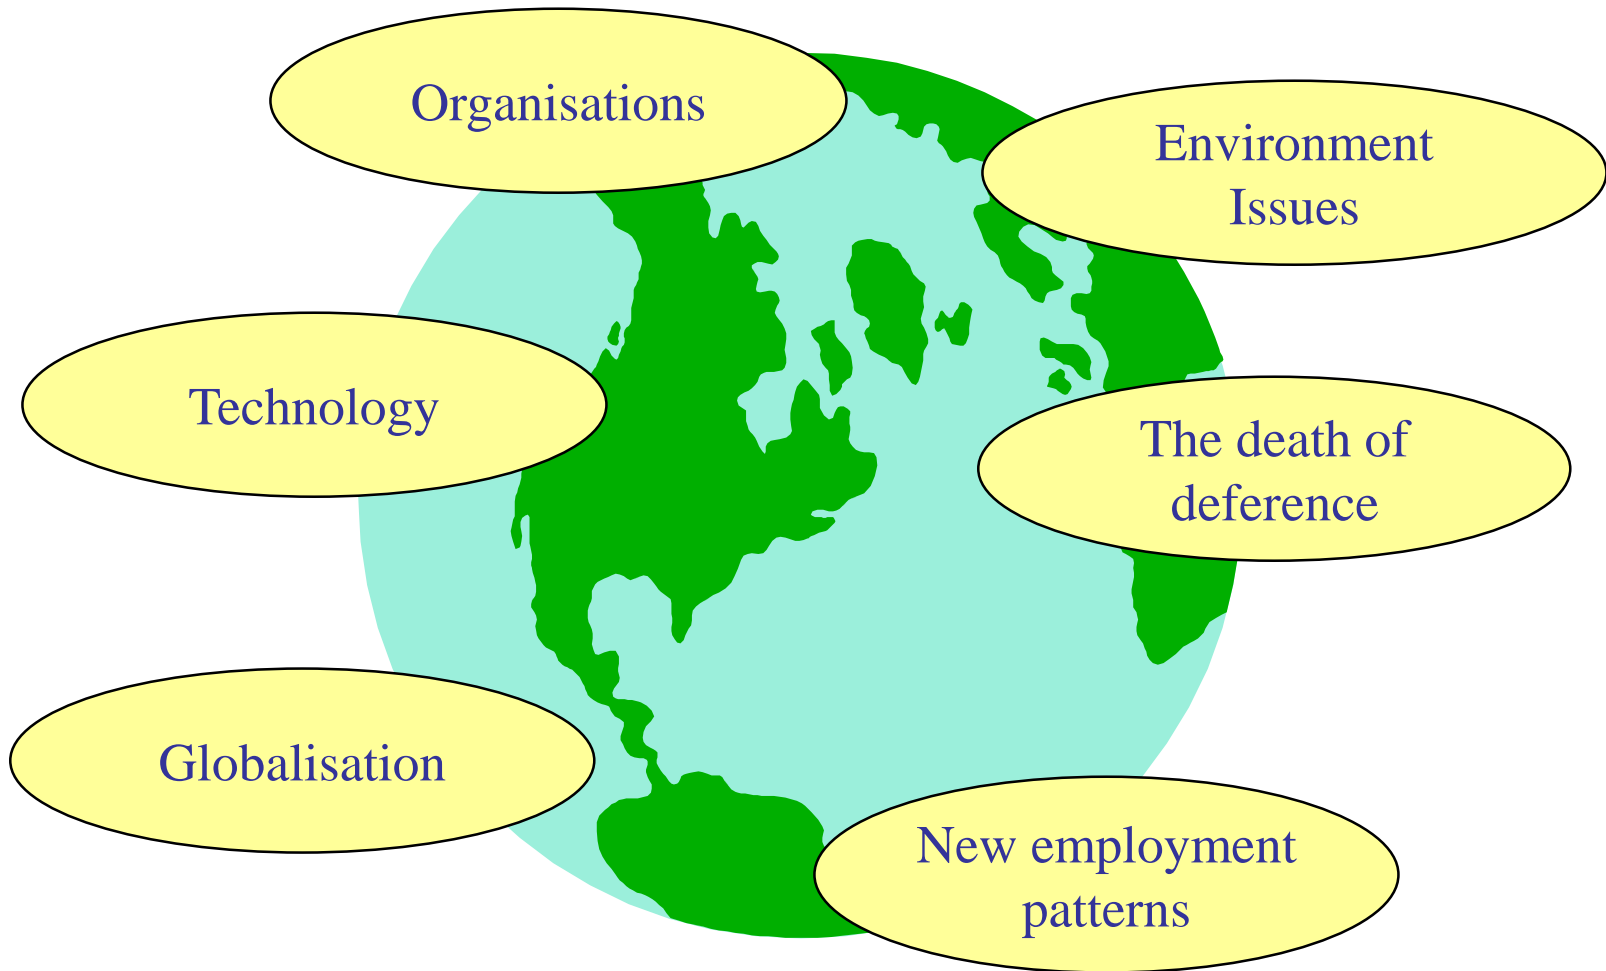 Organisations
Environment
Issues
Technology
The death of
deference
Globalisation
New employment
patterns